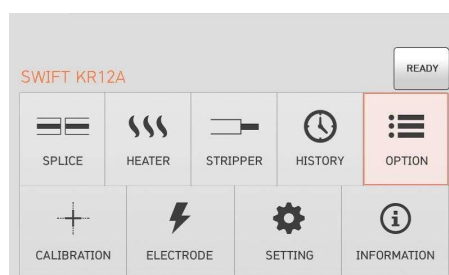 READY
SWIFT KR12A
SPLICE HEATER STRIPPER HISTORY OPTION
CALIBRATION ELECTRODE SETTING INFORMATION